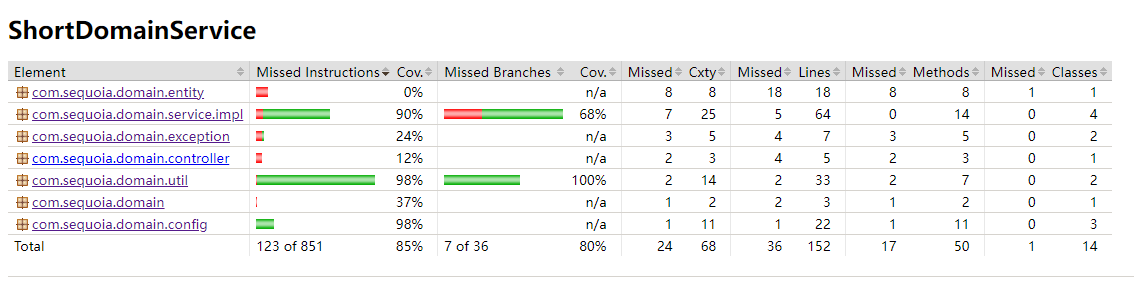 ShortDomainService
Element Missed Instructions Cov. Missed Branches Cov. Missed Cxty Missed Lines Missed Methods Missed Classes
com.sequoia.domain.entity 0% n/a 8 8 18 18 8 8 1 1
com.sequoia.domain.service.impl 90% 68% 7 25 5 64 0 14 0 4
com.sequoia.domain.exception 24% n/a 3 5 4 7 3 5 0 2
com.sequoia.domain.controller 12% n/a 2 3 4 5 2 3 0 1
com.sequoia.domain.util 98% 100% 2 14 2 33 2 7 0 2
com.sequoia.domain 37% n/a 1 2 2 3 1 2 0 1
com.sequoia.domain.config 98% n/a 1 11 1 22 1 11 0 3
Total 123 of 851 85% 7 of 36 80% 24 68 36 152 17 50 1 14